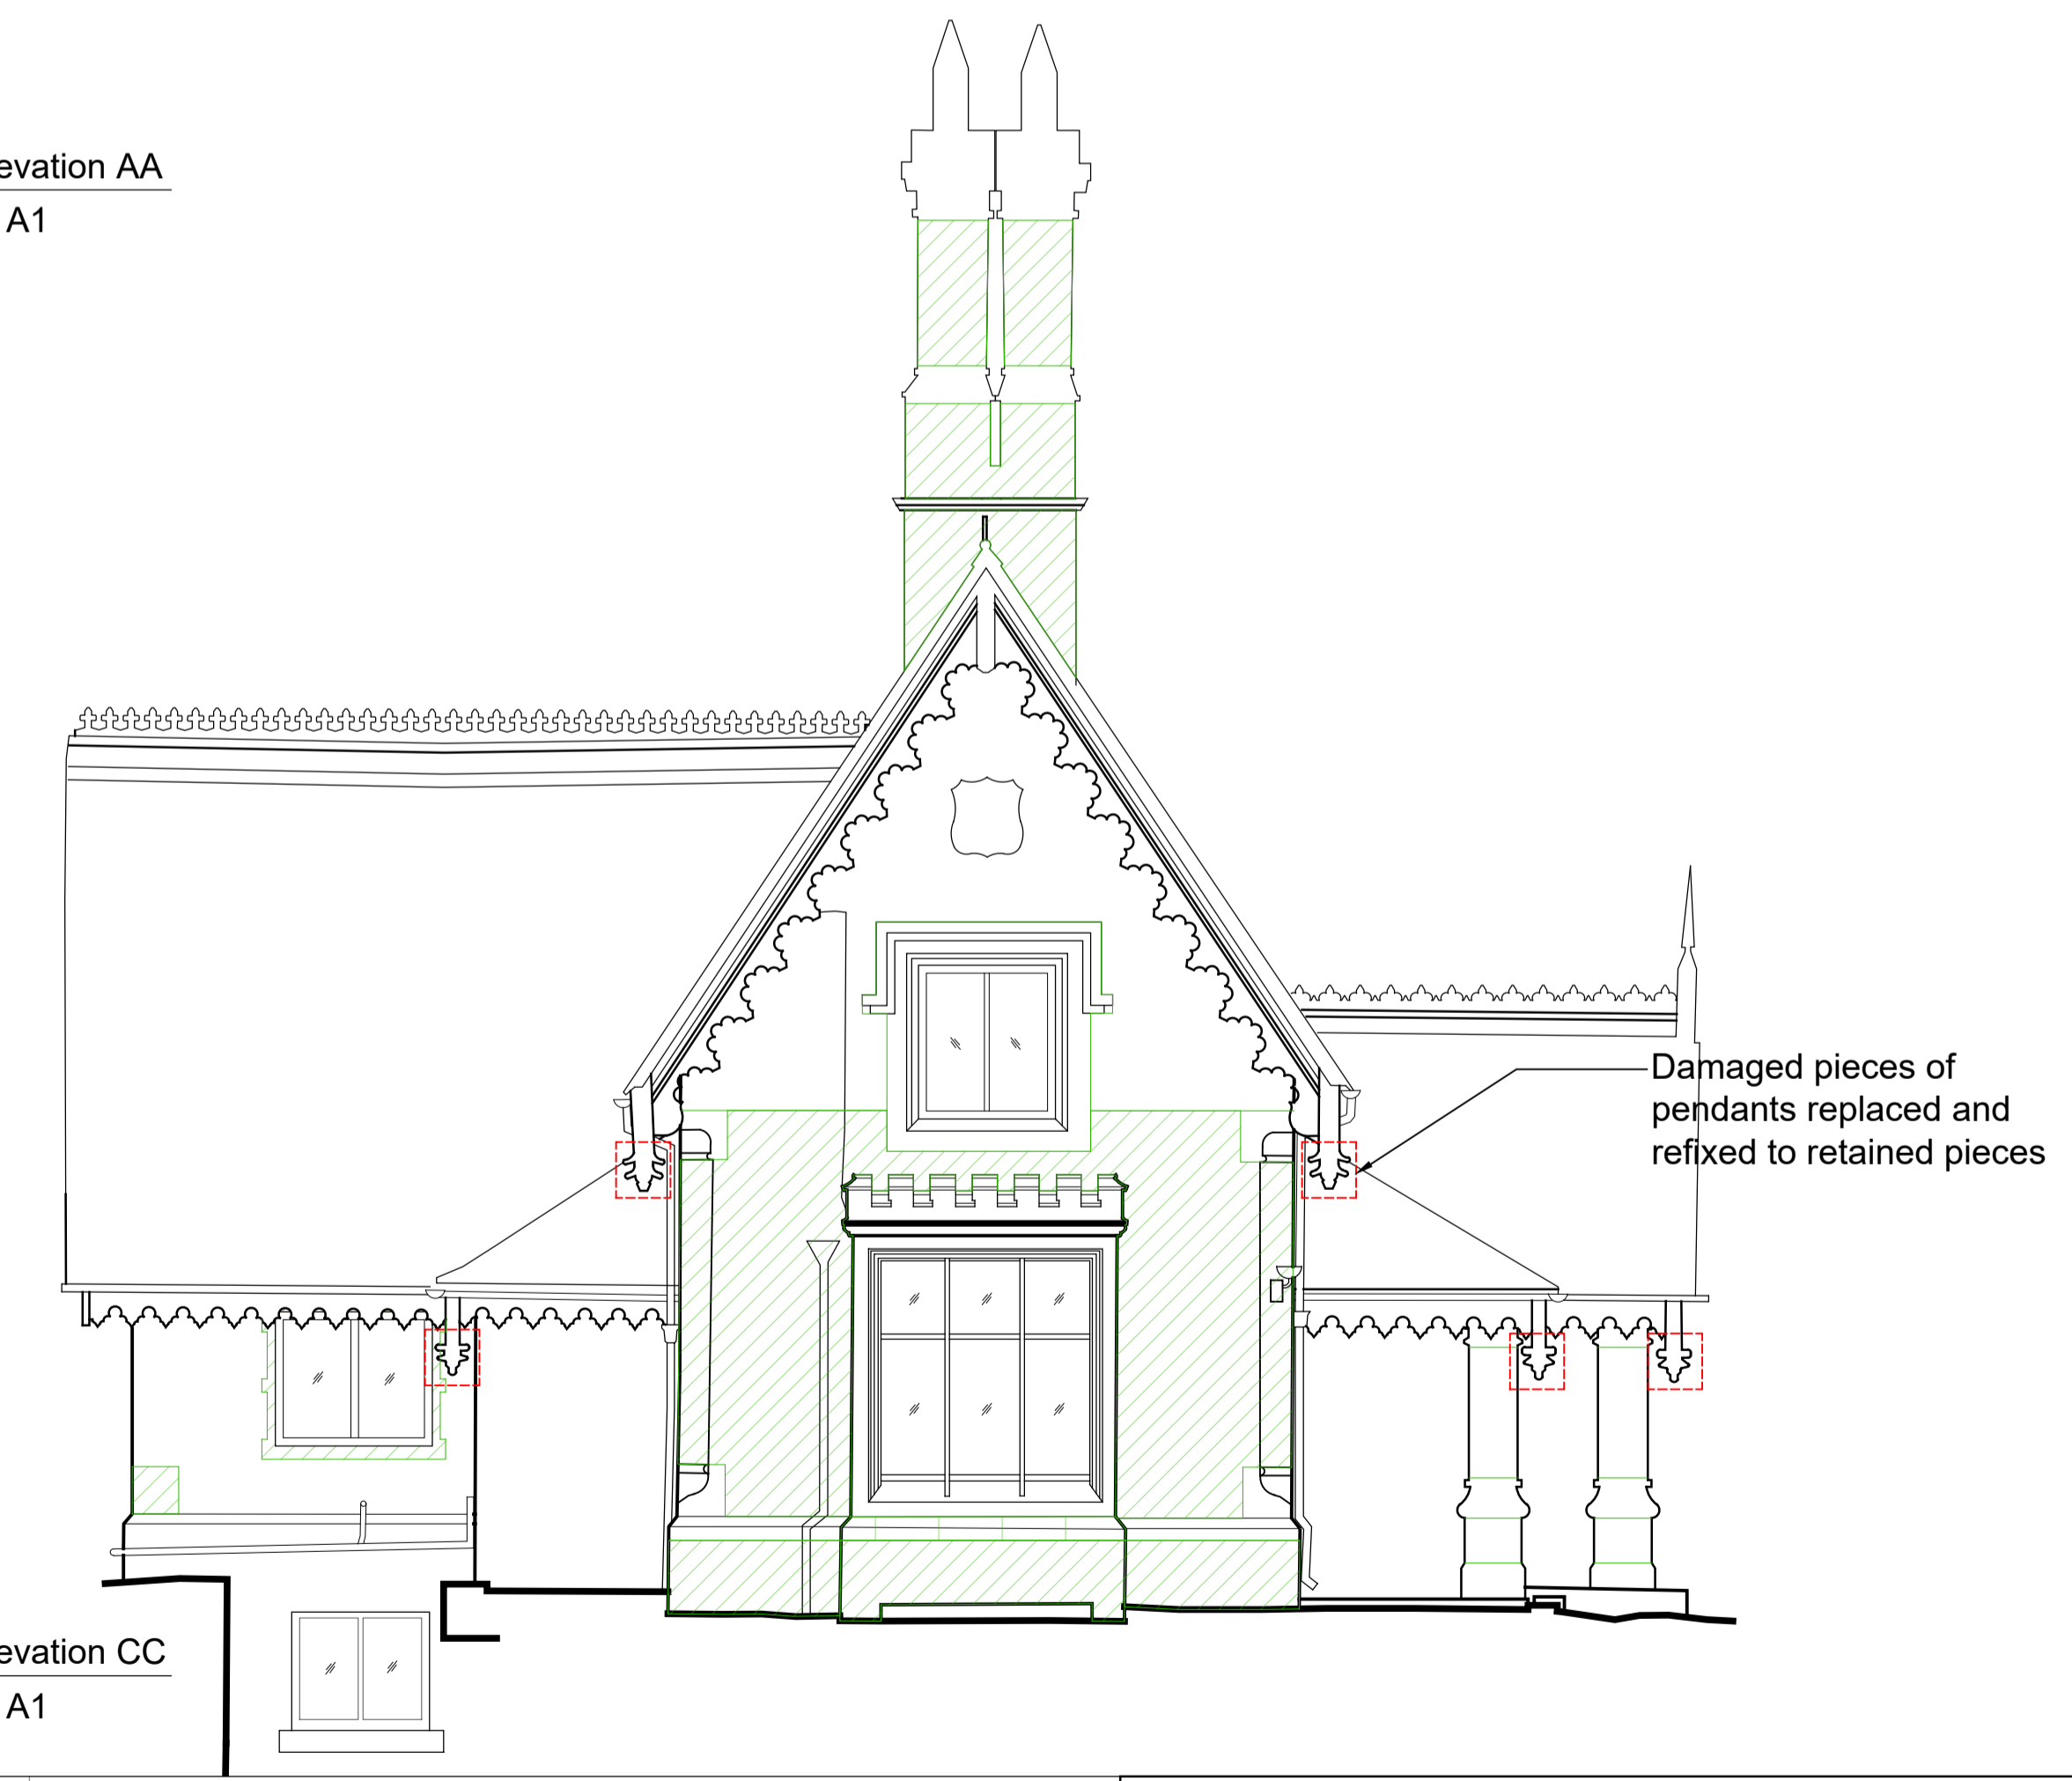 evation AA
A1
Damaged pieces of
pendants replaced and
refixed to retained pieces
evation CC
A1